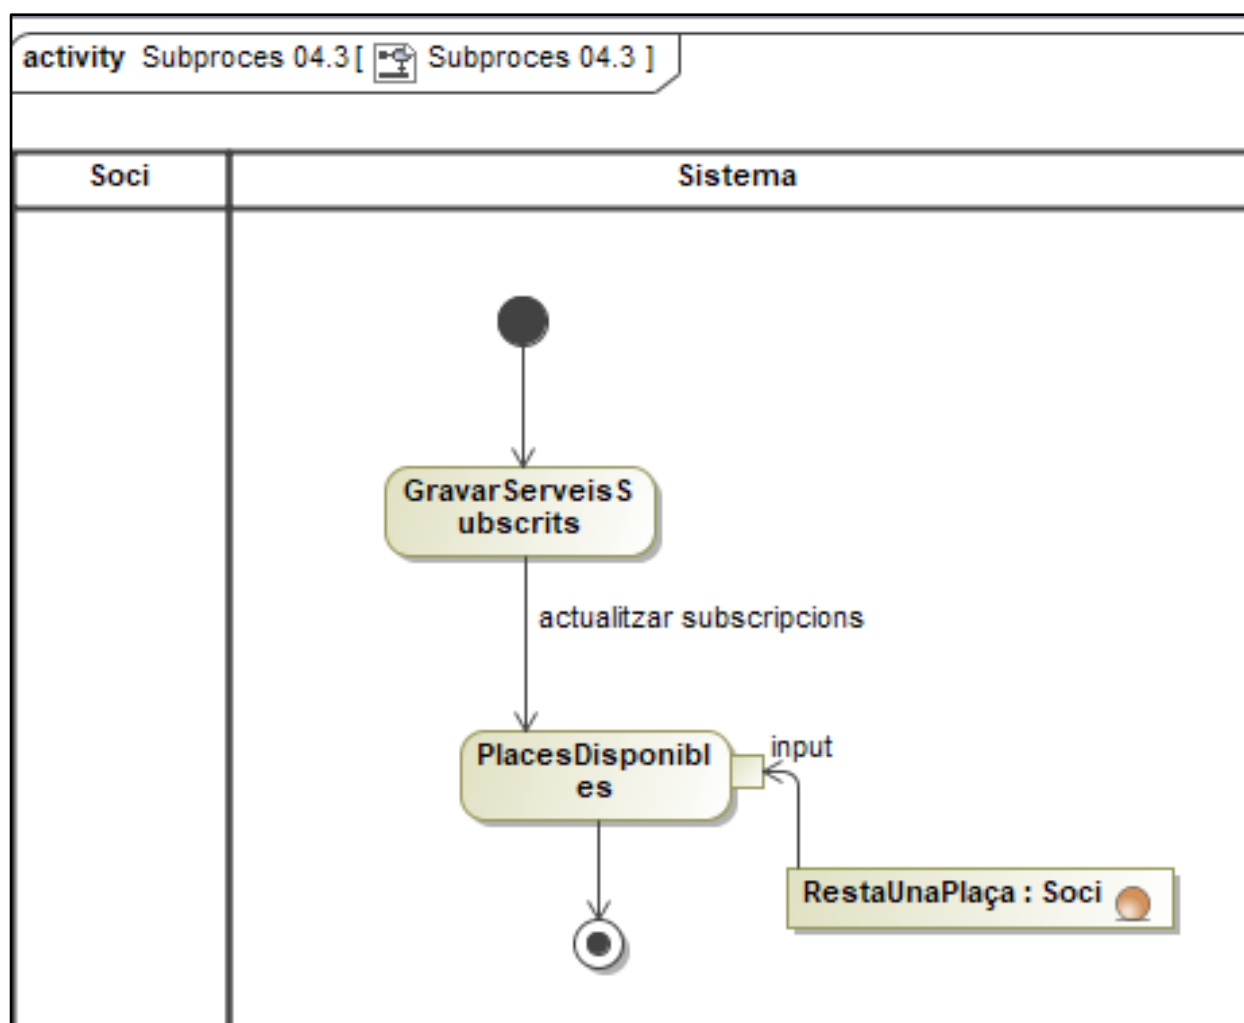 activity Subproces 04.3 [ Subproces 04.3 ]
Soci
Sistema
GravarServeisS
ubscrits
actualitzar subscripcions
PlacesDisponibl
es
input
RestaUnaPlaça : Soci